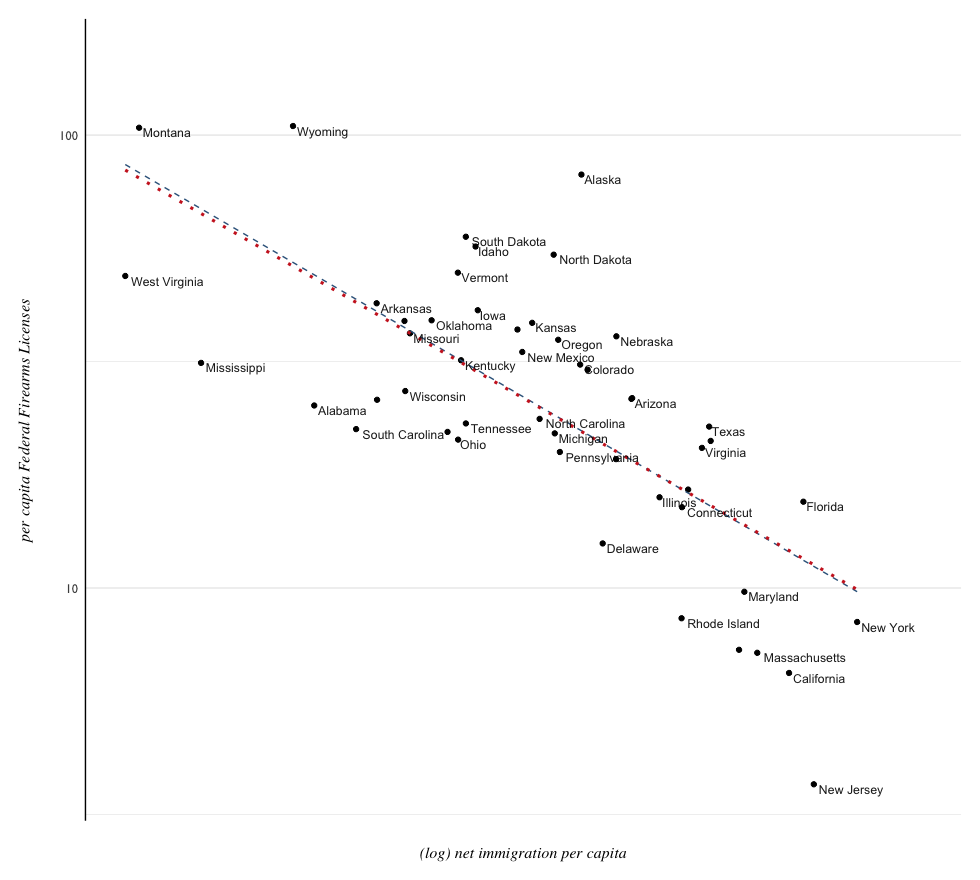 100
Montana
Wyoming
Alaska
South Dakota
Idaho
North Dakota
Vermont
West Virginia
Arkansas
Iowa
Oklahoma
Kansas
Missouri
Oregon
Nebraska
New Mexico
Kentucky
Colorado
Mississippi
Wisconsin
Arizona
Alabama
North Carolina
Tennessee
Texas
South Carolina
Michigan
Ohio
Virginia
Pennsylvania
Illinois
Florida
Connecticut
Delaware
10
Maryland
Rhode Island
New York
Massachusetts
California
New Jersey
per capita Federal Firearms Licenses
(log) net immigration per capita